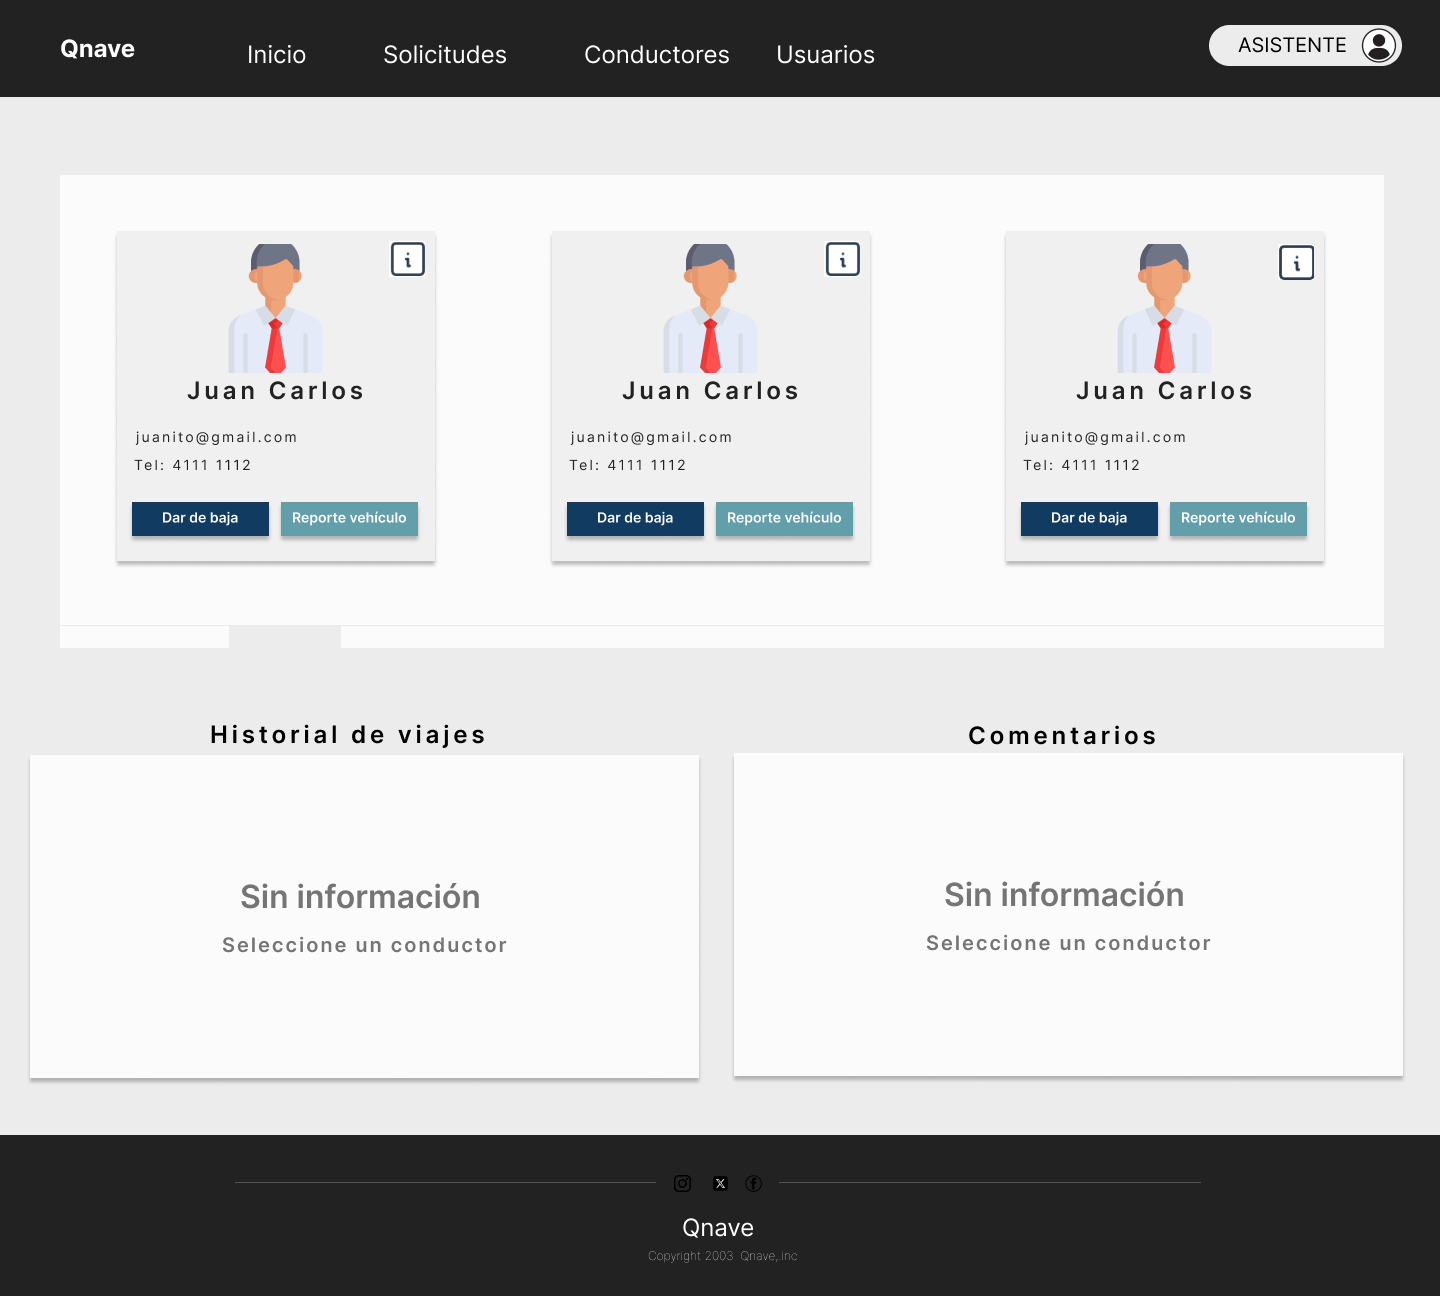 Qnave
Inicio
Solicitudes
Conductores
Usuarios
ASISTENTE
i
Juan Carlos
juanito@gmail.com
Tel: 4111 1112
Dar de baja
Reporte vehículo
i
Juan Carlos
juanito@gmail.com
Tel: 4111 1112
Dar de baja
Reporte vehículo
i
Juan Carlos
juanito@gmail.com
Tel: 4111 1112
Dar de baja
Reporte vehículo
Historial de viajes
Sin información
Seleccione un conductor
Comentarios
Sin información
Seleccione un conductor
Qnave
Copyright 2003 Qnave,.inc